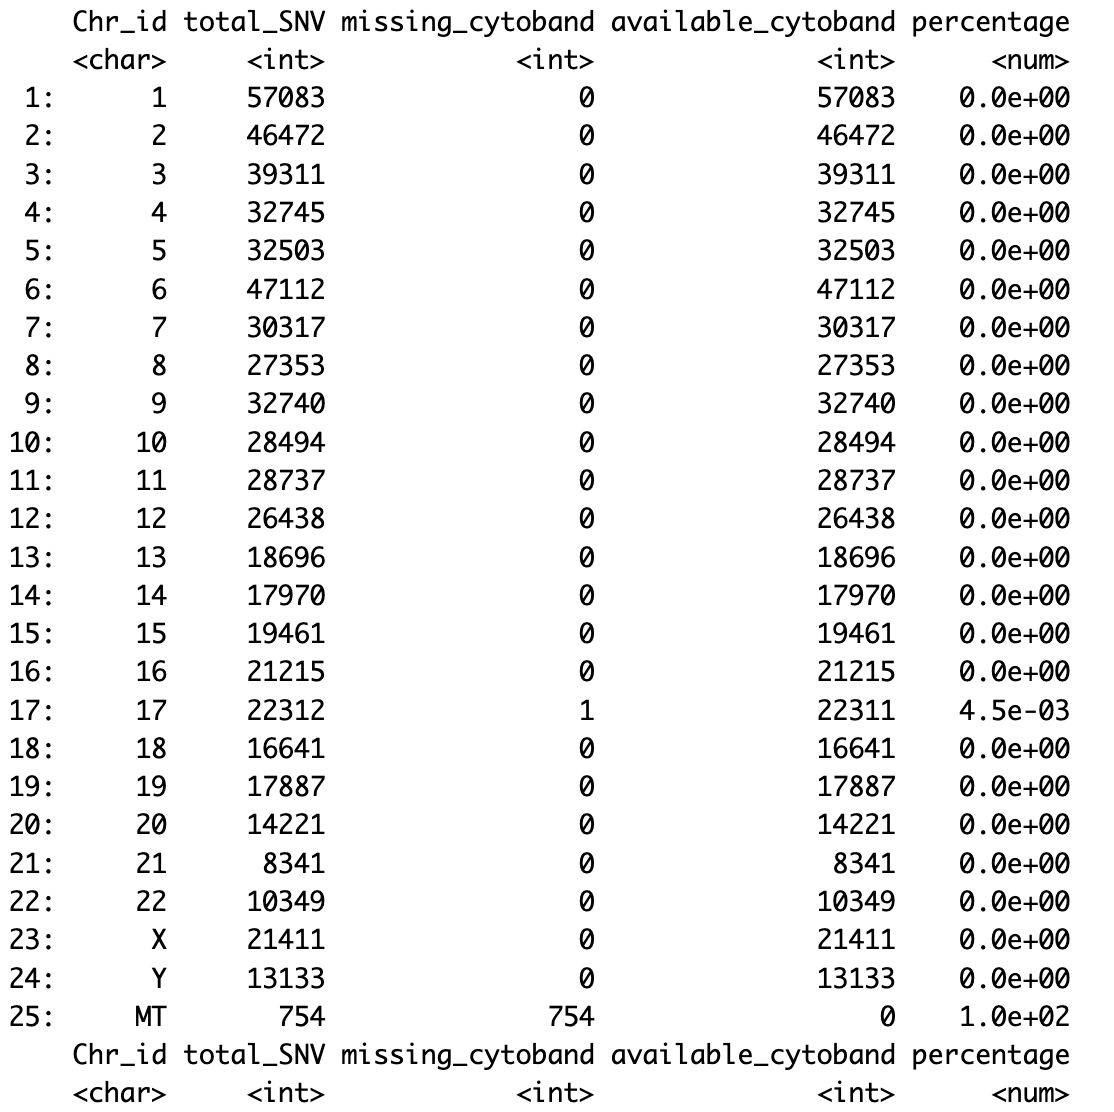 Chr_id total_SNV missing_cytoband available_cytoband percentage
<char> <int> <int> <int> <num>
1: 1 57083 0 57083 0.0e+00
2: 2 46472 0 46472 0.0e+00
3: 3 39311 0 39311 0.0e+00
4: 4 32745 0 32745 0.0e+00
5: 5 32503 0 32503 0.0e+00
6: 6 47112 0 47112 0.0e+00
7: 7 30317 0 30317 0.0e+00
8: 8 27353 0 27353 0.0e+00
9: 9 32740 0 32740 0.0e+00
10: 10 28494 0 28494 0.0e+00
11: 11 28737 0 28737 0.0e+00
12: 12 26438 0 26438 0.0e+00
13: 13 18696 0 18696 0.0e+00
14: 14 17970 0 17970 0.0e+00
15: 15 19461 0 19461 0.0e+00
16: 16 21215 0 21215 0.0e+00
17: 17 22312 1 22311 4.5e-03
18: 18 16641 0 16641 0.0e+00
19: 19 17887 0 17887 0.0e+00
20: 20 14221 0 14221 0.0e+00
21: 21 8341 0 8341 0.0e+00
22: 22 10349 0 10349 0.0e+00
23: X 21411 0 21411 0.0e+00
24: Y 13133 0 13133 0.0e+00
25: MT 754 754 0 1.0e+02
Chr_id total_SNV missing_cytoband available_cytoband percentage
<char> <int> <int> <int> <num>